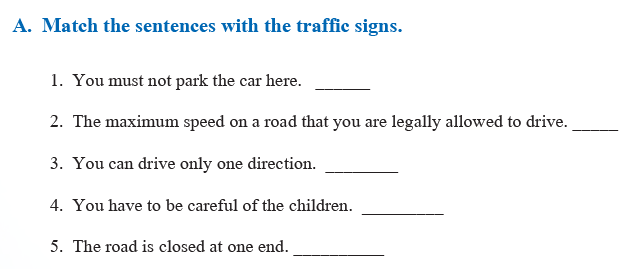 A. Match the sentences with the traffic signs.
1. You must not park the car here. ______
2. The maximum speed on a road that you are legally allowed to drive. _____
3. You can drive only one direction. ________
4. You have to be careful of the children. _________
5. The road is closed at one end. __________